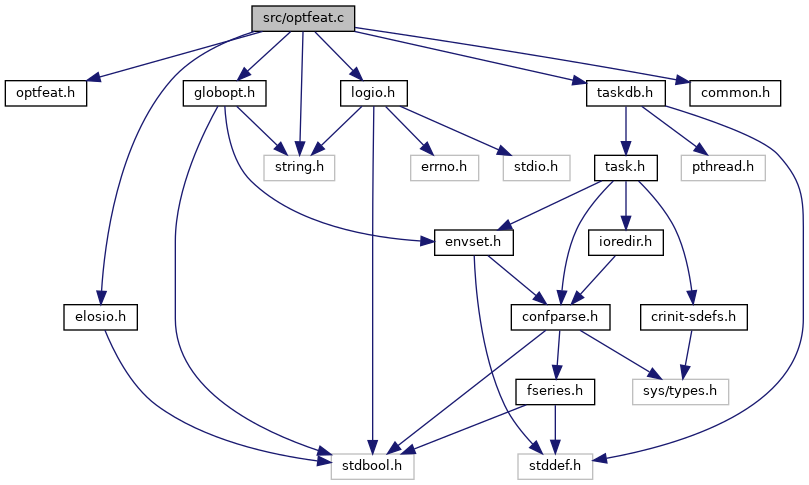 src/optfeat.c
optfeat.h
globopt.h
logio.h
taskdb.h
common.h
string.h
errno.h
stdio.h
task.h
pthread.h
envset.h
ioredir.h
elosio.h
confparse.h
crinit-sdefs.h
fseries.h
sys/types.h
stdbool.h
stddef.h